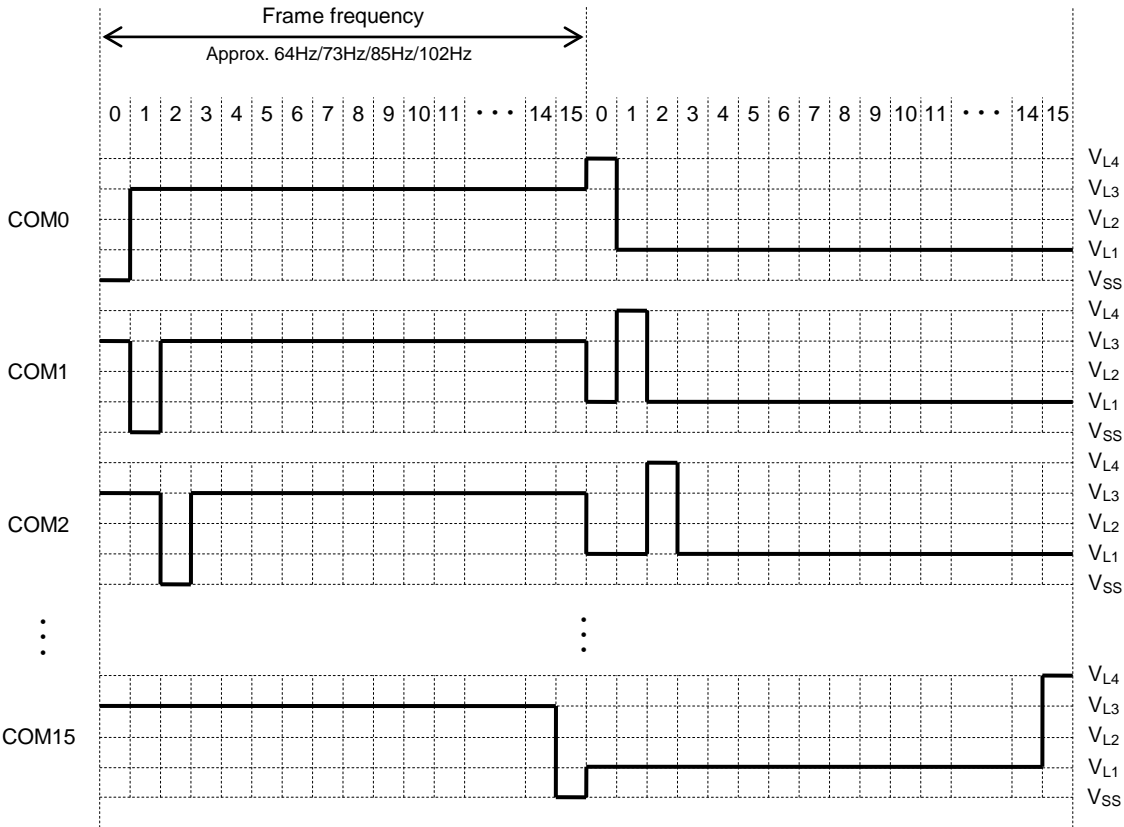 Frame frequency
Approx. 64Hz/73Hz/85Hz/102Hz
0 1 2 3 4 5 6 7 8 9 10 11 ··· 14 15 0 1 2 3 4 5 6 7 8 9 10 11 ··· 14 15
VL4
VL3
COM0 VL2
VL1
VSS
VL4
VL3
COM1 VL2
VL1
VSS
VL4
VL3
COM2 VL2
VL1
VSS
VL4
VL3
COM15 VL2
VL1
VSS